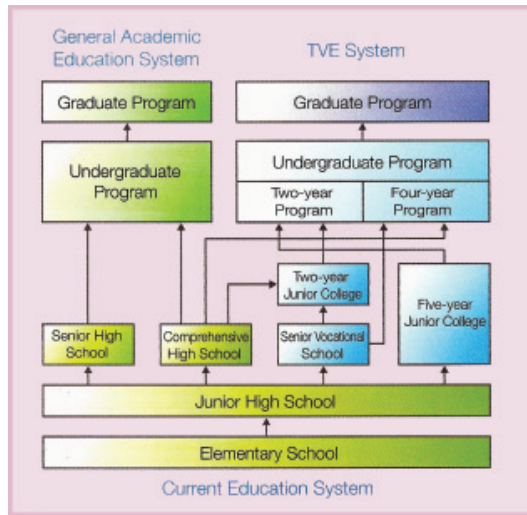 General Academic
Education System
TVE System
Graduate Program
Graduate Program
Undergraduate
Program
Undergraduate Program
Two-year
Program
Four-year
Program
Two-year
Junior College
Five-year
Junior College
Senior High
School
Comprehensive
High School
Senior Vocational
School
Junior High School
Elementary School
Current Education System